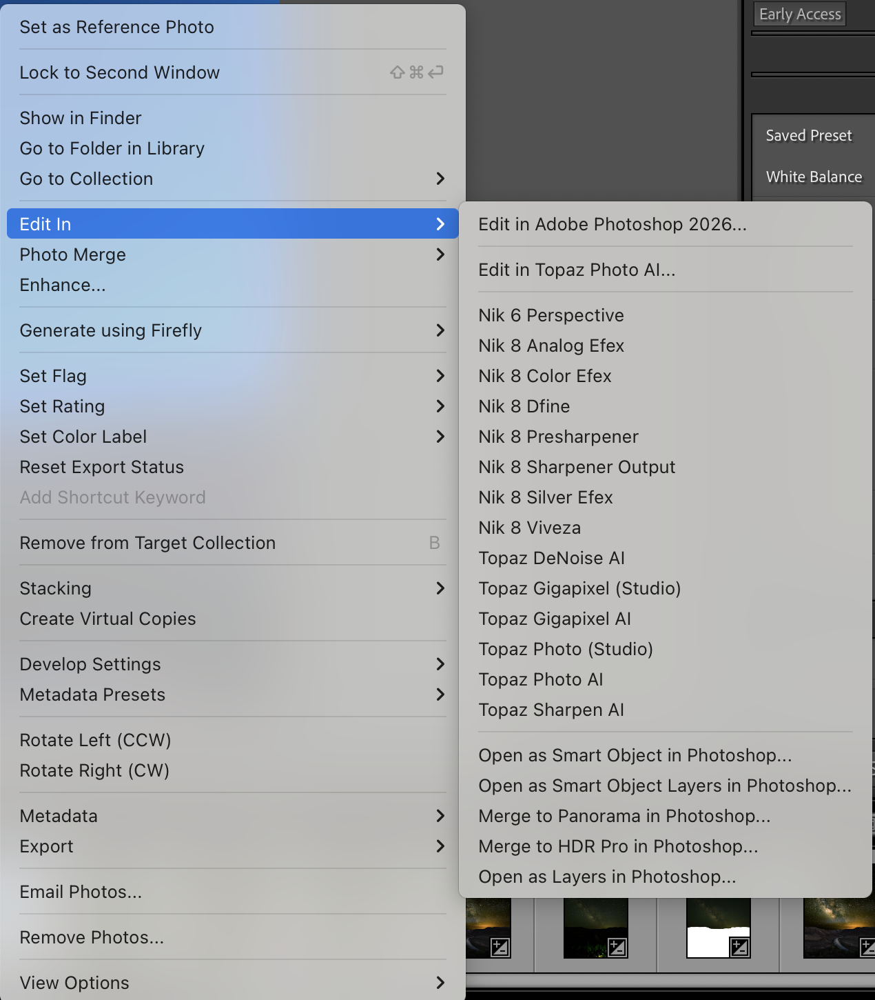 Set as Reference Photo
Lock to Second Window ⇧⌘↩
Show in Finder
Go to Folder in Library
Go to Collection
Edit In
Photo Merge
Enhance...
Generate using Firefly
Set Flag
Set Rating
Set Color Label
Reset Export Status
Add Shortcut Keyword
Remove from Target Collection B
Stacking
Create Virtual Copies
Develop Settings
Metadata Presets
Rotate Left (CCW)
Rotate Right (CW)
Metadata
Export
Email Photos...
Remove Photos...
View Options
Early Access
Saved Preset
White Balance
Edit in Adobe Photoshop 2026...
Edit in Topaz Photo AI...
Nik 6 Perspective
Nik 8 Analog Efex
Nik 8 Color Efex
Nik 8 Dfine
Nik 8 Presharpener
Nik 8 Sharpener Output
Nik 8 Silver Efex
Nik 8 Viveza
Topaz DeNoise AI
Topaz Gigapixel (Studio)
Topaz Gigapixel AI
Topaz Photo (Studio)
Topaz Photo AI
Topaz Sharpen AI
Open as Smart Object in Photoshop...
Open as Smart Object Layers in Photoshop...
Merge to Panorama in Photoshop...
Merge to HDR Pro in Photoshop...
Open as Layers in Photoshop...